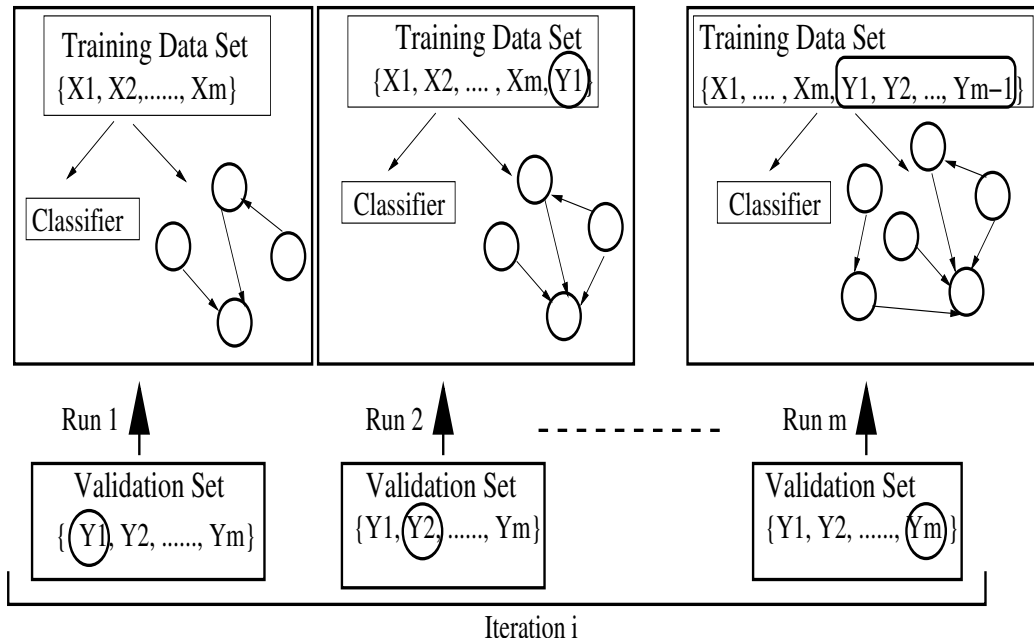 Training Data Set
{X1, X2,......, Xm}
Classifier
Training Data Set
{X1, X2, .... , Xm, Y1}
Classifier
Training Data Set
{X1, .... , Xm, Y1, Y2, ..., Ym−1}
Classifier
Run 1
Run 2
Run m
Validation Set
{ Y1, Y2, ......, Ym}
Validation Set
{Y1, Y2, ......, Ym}
Validation Set
{Y1, Y2, ......, Ym }
Iteration i